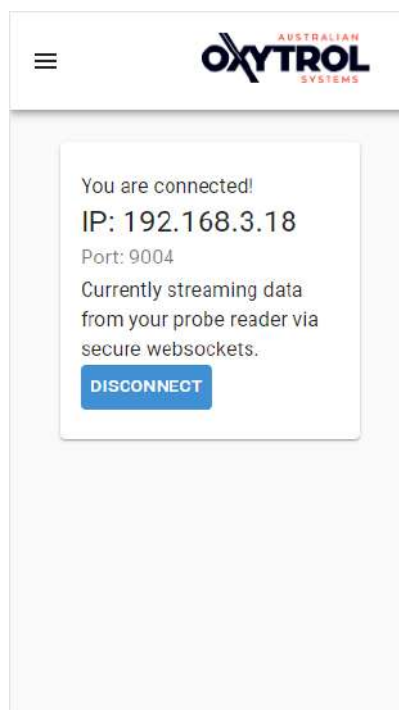 AUSTRALIAN
OXYTROL
SYSTEMS
You are connected!
IP: 192.168.3.18
Port: 9004
Currently streaming data
from your probe reader via
secure websockets.
DISCONNECT